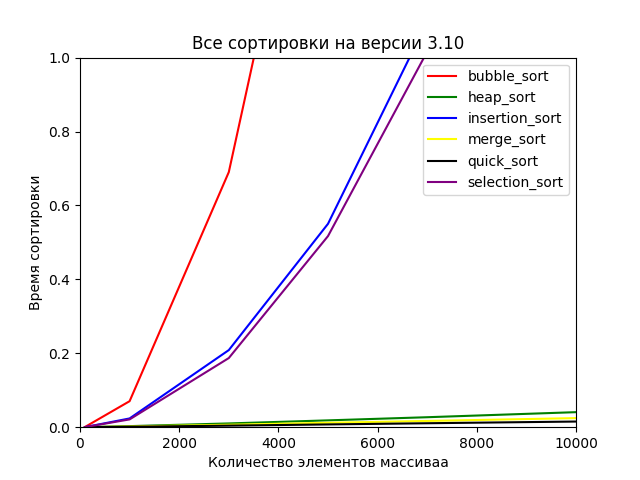 Все сортировки на версии 3.10
Время сортировки
1.0
0.8
0.6
0.4
0.2
0.0
bubble_sort
heap_sort
insertion_sort
merge_sort
quick_sort
selection_sort
0
2000
4000
6000
8000
10000
Количество элементов массиваа